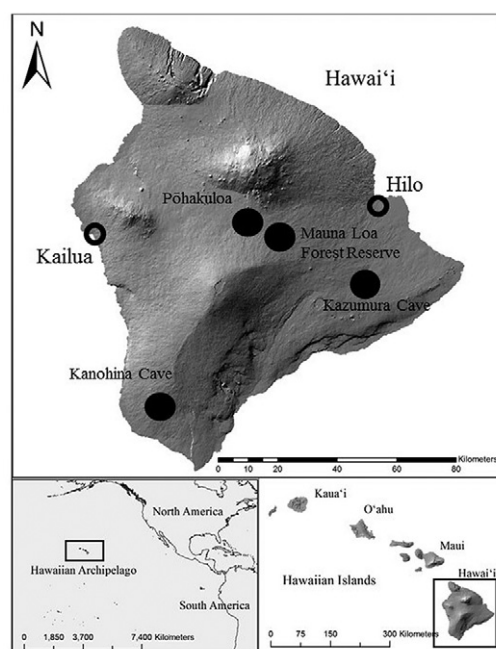 N
Hawai‘i
Hilo
Pōhakuloa
Mauna Loa
Forest Reserve
Kailua
Kazumura Cave
Kanohina Cave
Kilometers
0 10 20 40 60 80
North America
Hawaiian Archipelago
South America
Kilometers
0 1,850 3,700 7,400
Kaua‘i
O‘ahu
Maui
Hawai‘i
Hawaiian Islands
Kilometers
0 75 150 300